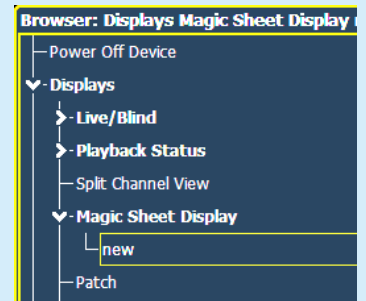 Browser: Displays Magic Sheet Display
Power Off Device
Displays
Live/Blind
Playback Status
Split Channel View
Magic Sheet Display
new
Patch